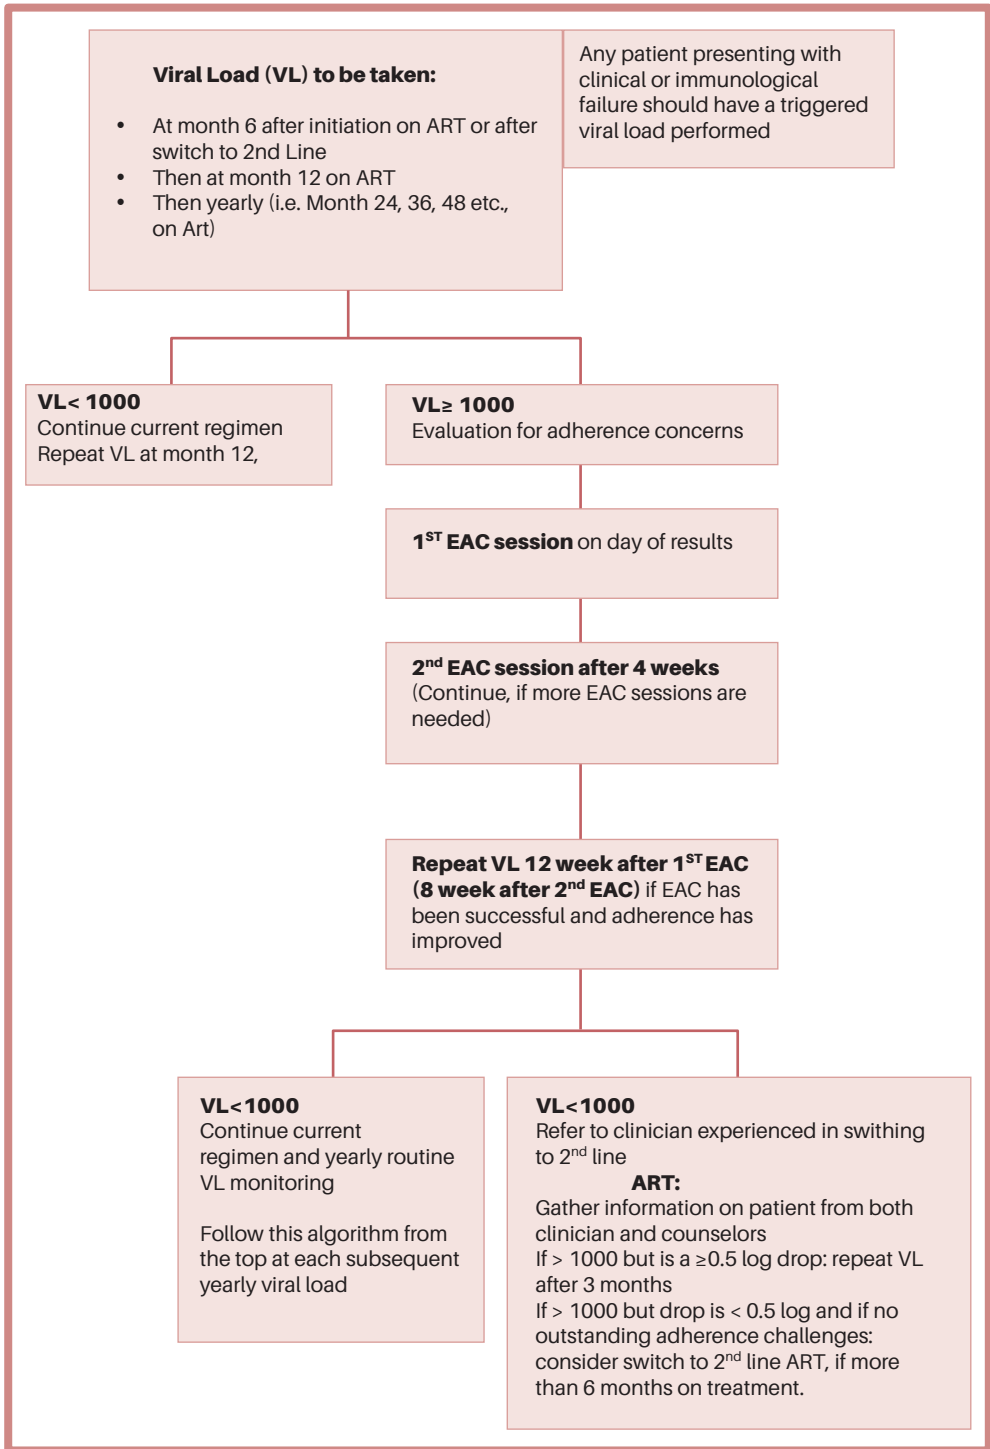 Viral Load (VL) to be taken:
• At month 6 after initiation on ART or after
switch to 2nd Line
• Then at month 12 on ART
• Then yearly (i.e. Month 24, 36, 48 etc.,
on Art)
Any patient presenting with
clinical or immunological
failure should have a triggered
viral load performed
VL< 1000
Continue current regimen
Repeat VL at month 12,
VL≥ 1000
Evaluation for adherence concerns
1ST EAC session on day of results
2nd EAC session after 4 weeks
(Continue, if more EAC sessions are
needed)
Repeat VL 12 week after 1ST EAC
(8 week after 2nd EAC) if EAC has
been successful and adherence has
improved
VL<1000
Continue current
regimen and yearly routine
VL monitoring
Follow this algorithm from
the top at each subsequent
yearly viral load
VL<1000
Refer to clinician experienced in swithing
to 2nd line
ART:
Gather information on patient from both
clinician and counselors
If > 1000 but is a ≥0.5 log drop: repeat VL
after 3 months
If > 1000 but drop is < 0.5 log and if no
outstanding adherence challenges:
consider switch to 2nd line ART, if more
than 6 months on treatment.